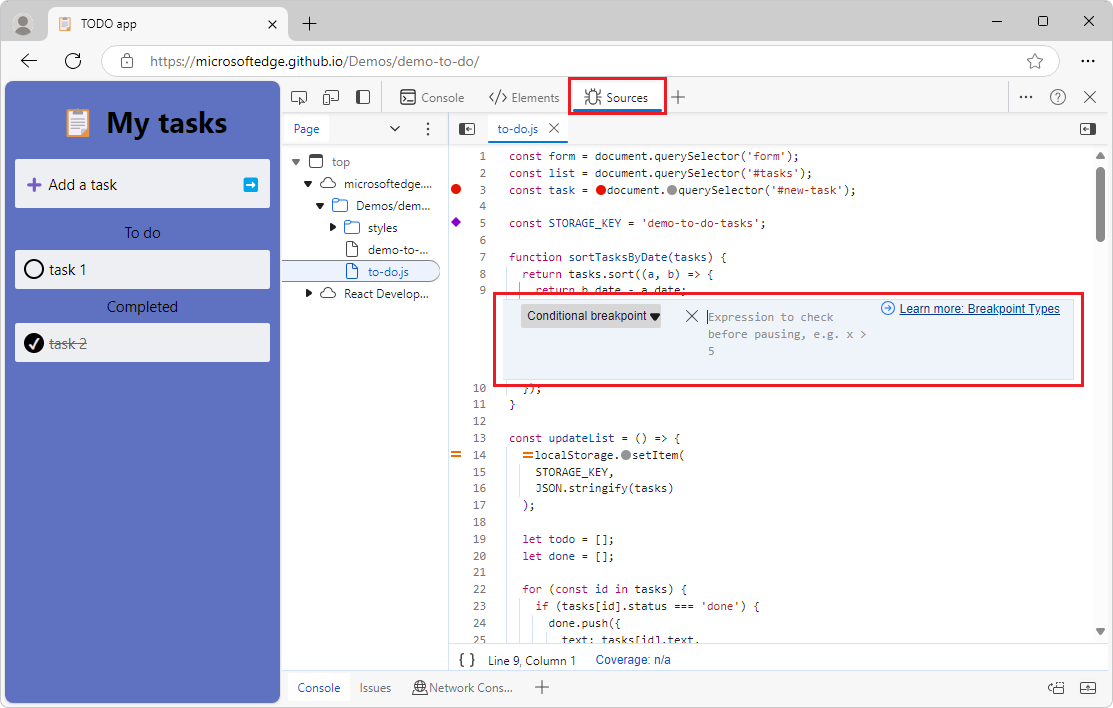 TODO app
https://microsoftedge.github.io/Demos/demo-to-do/
My tasks
Add a task
To do
task 1
Completed
task 2
Console
Elements
Sources
Page
to-do.js
top
microsoftedge....
Demos/dem...
styles
demo-to-...
to-do.js
React Develop...
1 const form = document.querySelector('form');
2 const list = document.querySelector('#tasks');
3 const task = document.querySelector('#new-task');
4
5 const STORAGE_KEY = 'demo-to-do-tasks';
6
7 function sortTasksByDate(tasks) {
8 return tasks.sort((a, b) => {
9 return b.date - a.date;
Conditional breakpoint
Expression to check
before pausing, e.g. x >
5
Learn more: Breakpoint Types
10 });
11 }
12
13 const updateList = () => {
14 localStorage.setItem(
15 STORAGE_KEY,
16 JSON.stringify(tasks)
17 );
18
19 let todo = [];
20 let done = [];
21
22 for (const id in tasks) {
23 if (tasks[id].status === 'done') {
24 done.push({
25 text: tasks[id].text,
{ } Line 9, Column 1 Coverage: n/a
Console
Issues
Network Cons...